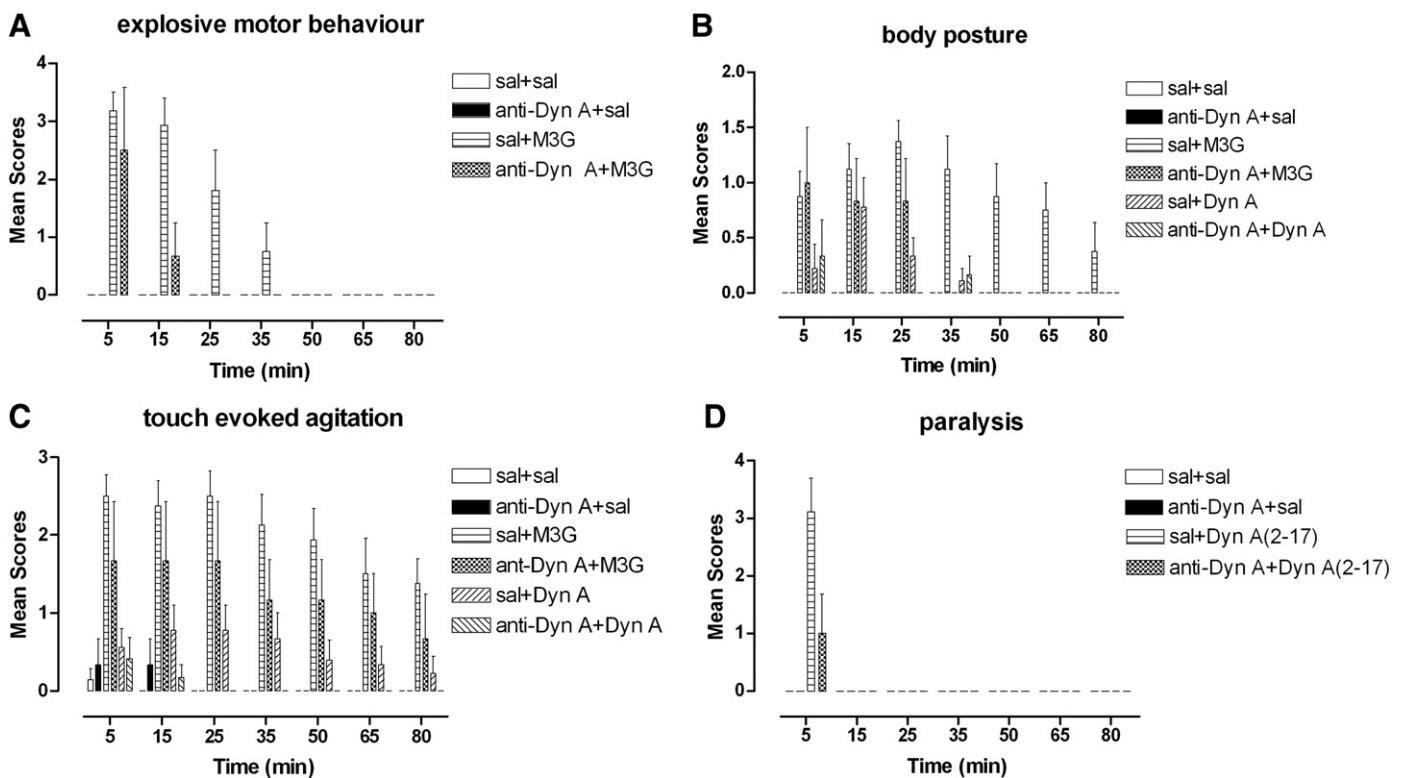 A
explosive motor behaviour
4
3
2
1
0
Mean Scores
5 15 25 35 50 65 80
Time (min)
sal+sal
anti-Dyn A+sal
sal+M3G
anti-Dyn A+M3G
B
body posture
2.0
1.5
1.0
0.5
0.0
Mean Scores
5 15 25 35 50 65 80
Time (min)
sal+sal
anti-Dyn A+sal
sal+M3G
anti-Dyn A+M3G
sal+Dyn A
anti-Dyn A+Dyn A
C
touch evoked agitation
3
2
1
0
Mean Scores
5 15 25 35 50 65 80
Time (min)
sal+sal
anti-Dyn A+sal
sal+M3G
ant-Dyn A+M3G
sal+Dyn A
anti-Dyn A+Dyn A
D
paralysis
4
3
2
1
0
Mean Scores
5 15 25 35 50 65 80
Time (min)
sal+sal
anti-Dyn A+sal
sal+Dyn A(2-17)
anti-Dyn A+Dyn A(2-17)